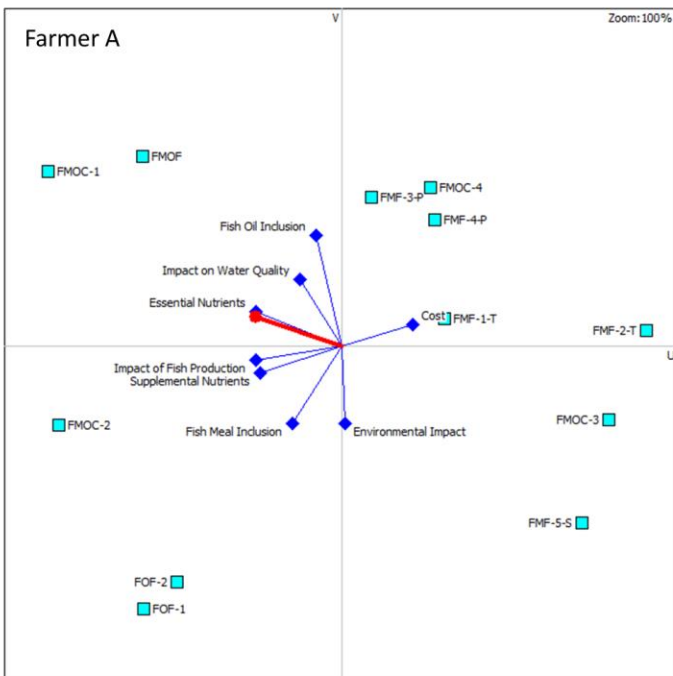 V
Zoom: 100%
Farmer A
FMOF
FMOC-1
FMOC-4
FMF-3-P
FMF-4-P
Fish Oil Inclusion
Impact on Water Quality
Essential Nutrients
Cost
FMF-1-T
FMF-2-T
U
Impact of Fish Production
Supplemental Nutrients
FMOC-2
Fish Meal Inclusion
Environmental Impact
FMOC-3
FMF-5-S
FOF-2
FOF-1